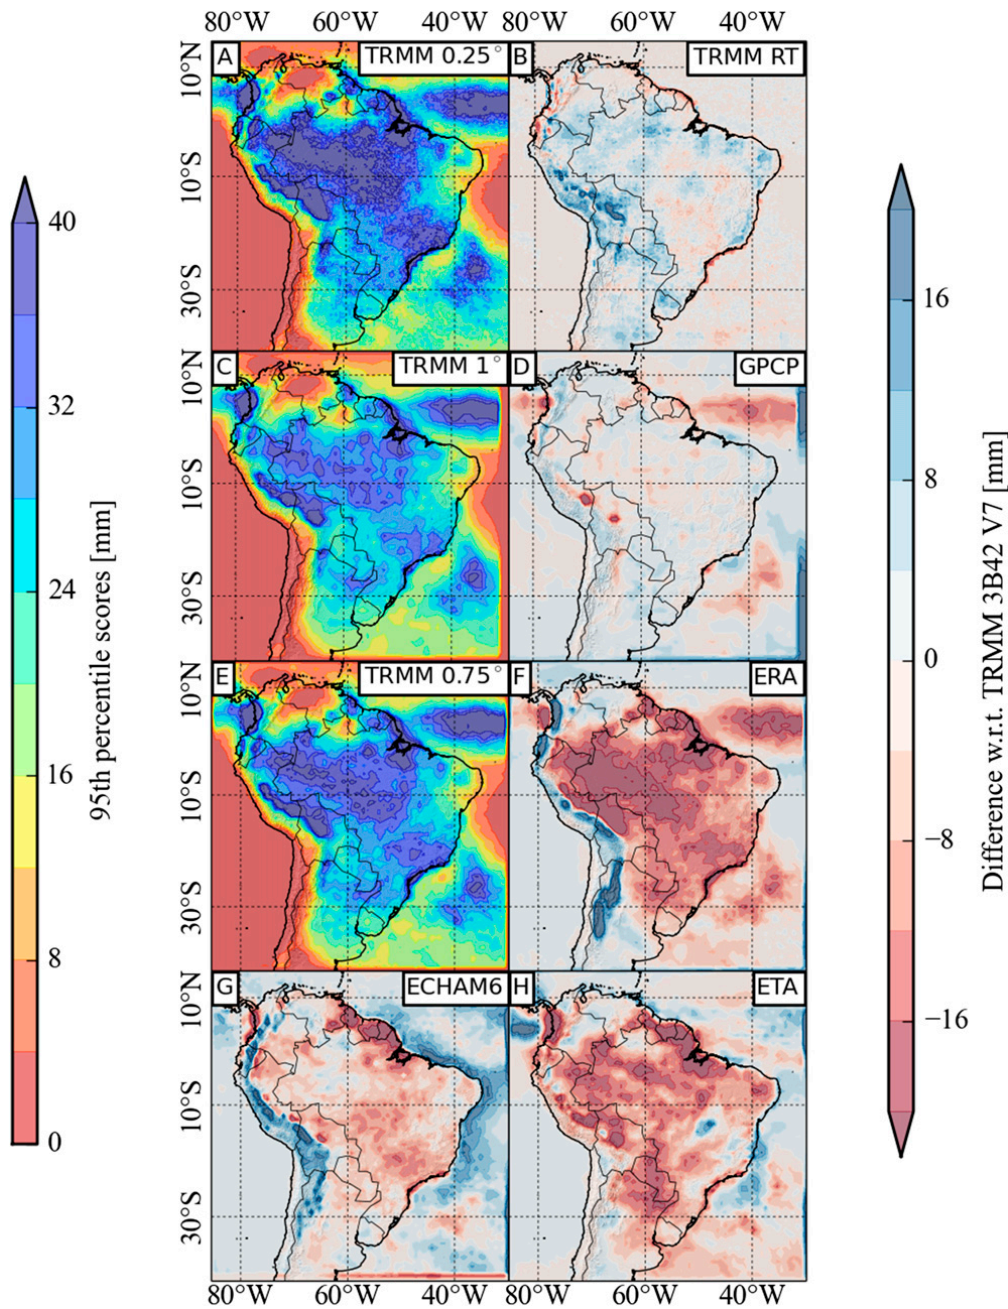 80°W 60°W 40°W 80°W 60°W 40°W
A TRMM 0.25° B TRMM RT
10°N
10°S
30°S
C TRMM 1° D GPCP
10°N
10°S
30°S
E TRMM 0.75° F ERA
10°N
10°S
30°S
G ECHAM6 H ETA
10°N
10°S
30°S
80°W 60°W 40°W 80°W 60°W 40°W
40
32
24
16
8
0
95th percentile scores [mm]
16
8
0
−8
−16
Difference w.r.t. TRMM 3B42 V7 [mm]